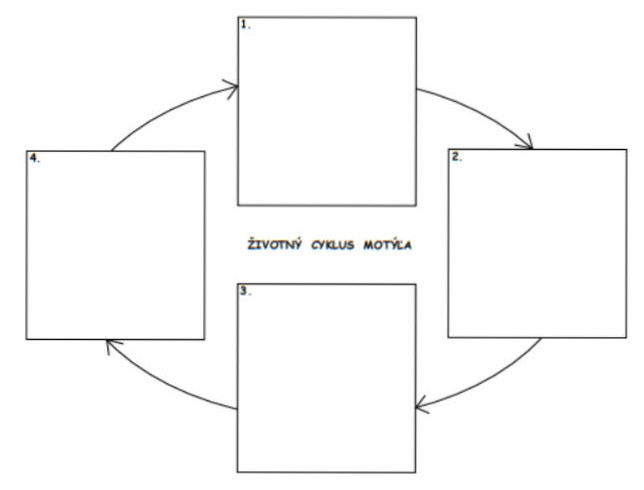 1.
2.
4.
ŽIVOTNÝ CYKLUS MOTÝĽA
3.